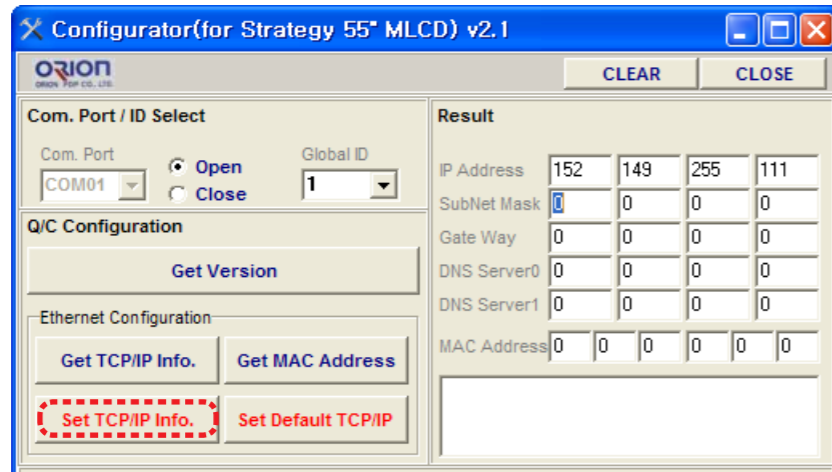 Configurator(for Strategy 55" MLCD) v2.1
ORION
ORION PDP CO., LTD.
CLEAR CLOSE
Com. Port / ID Select
Com. Port
COM01
Open
Close
Global ID
1
Q/C Configuration
Get Version
Ethernet Configuration
Get TCP/IP Info. Get MAC Address
Set TCP/IP Info. Set Default TCP/IP
Result
IP Address 152 149 255 111
SubNet Mask 0 0 0 0
Gate Way 0 0 0 0
DNS Server0 0 0 0 0
DNS Server1 0 0 0 0
MAC Address 0 0 0 0 0 0